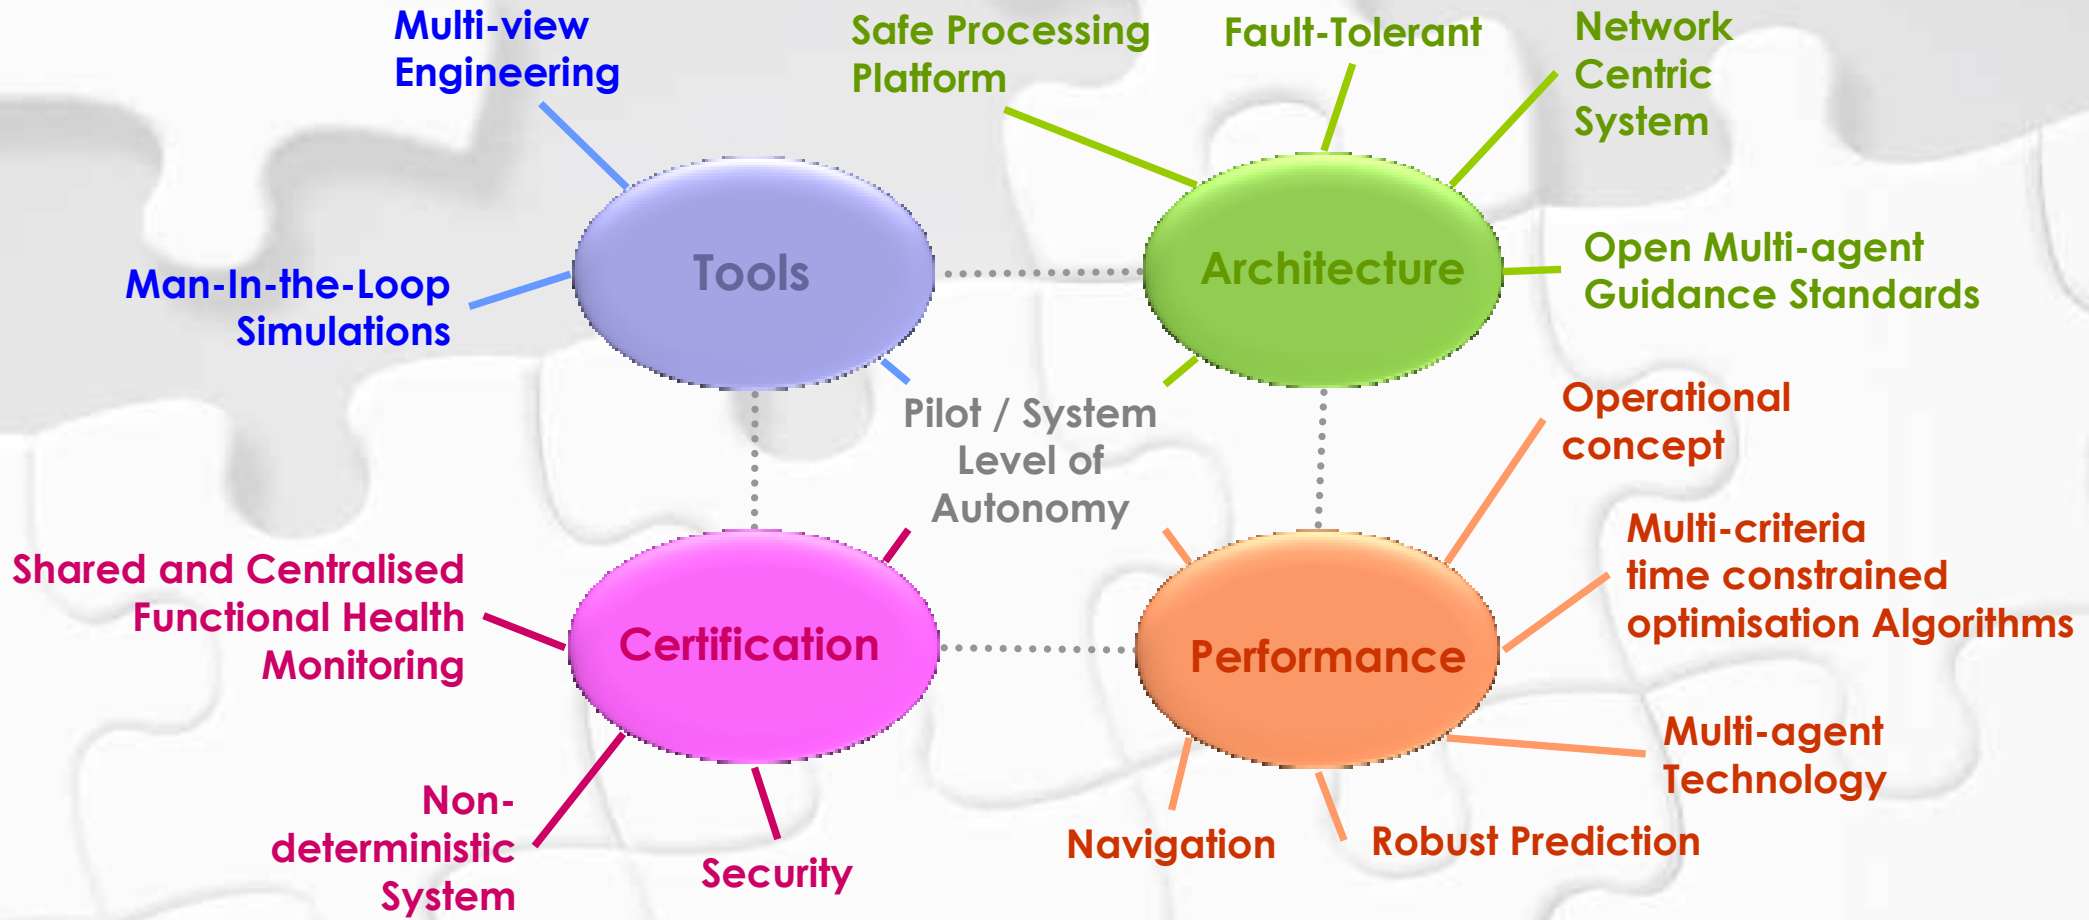 Multi-view
Engineering
Safe Processing
Platform
Fault-Tolerant
Network
Centric
System
Tools
Architecture
Man-In-the-Loop
Simulations
Open Multi-agent
Guidance Standards
Pilot / System
Level of
Autonomy
Operational
concept
Shared and Centralised
Functional Health
Monitoring
Certification
Performance
Multi-criteria
time constrained
optimisation Algorithms
Multi-agent
Technology
Non-
deterministic
System
Security
Navigation
Robust Prediction